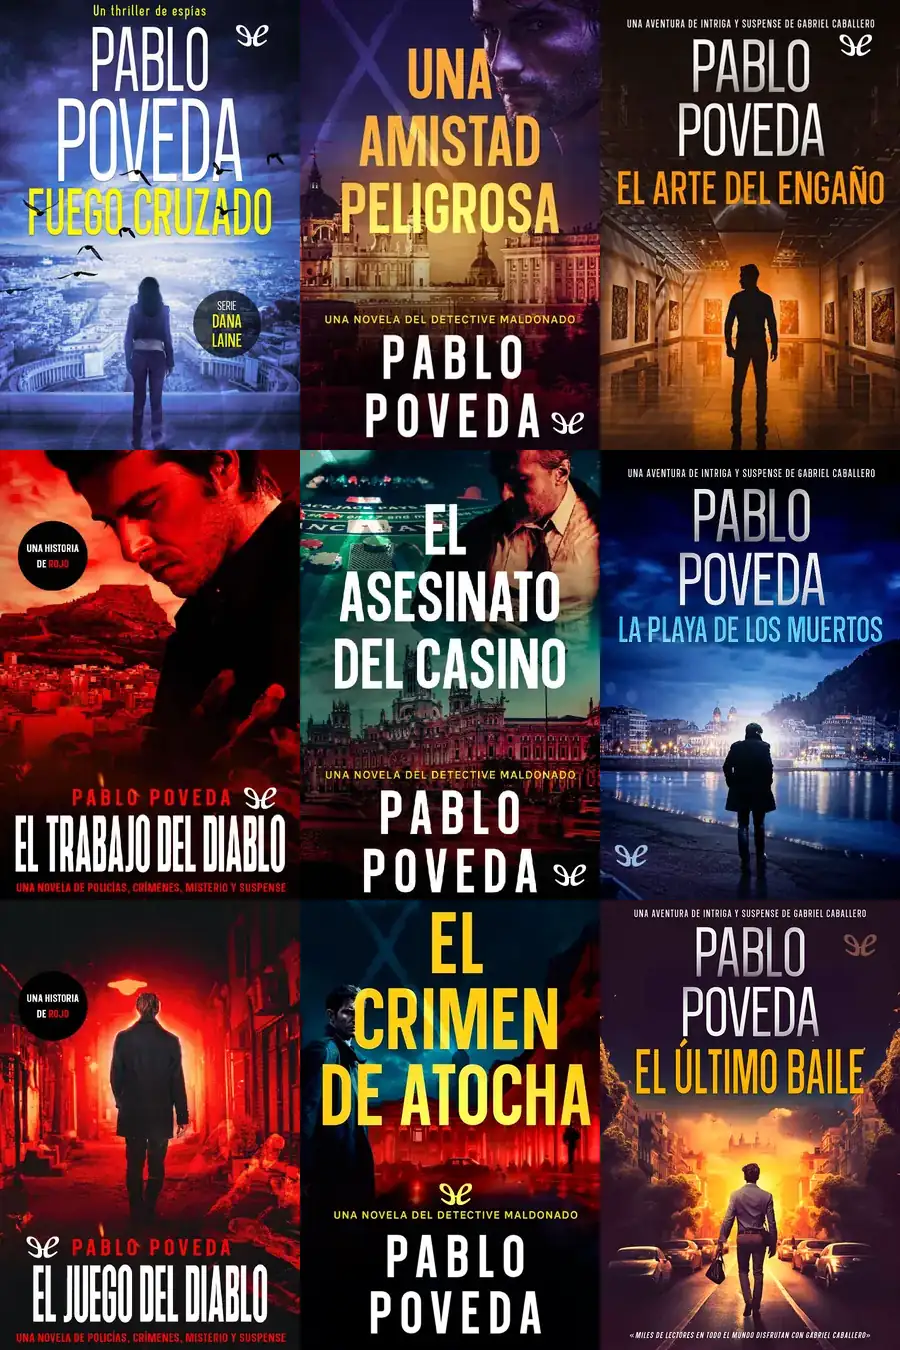 Un thriller de espías
PABLO
POVEDA
FUEGO CRUZADO
SERIE
DANA
LAINE
UNA
AMISTAD
PELIGROSA
UNA NOVELA DEL DETECTIVE MALDONADO
PABLO
POVEDA
UNA AVENTURA DE INTRIGA Y SUSPENSE DE GABRIEL CABALLERO
PABLO
POVEDA
EL ARTE DEL ENGAÑO
UNA HISTORIA
DE ROJO
PABLO POVEDA
EL TRABAJO DEL DIABLO
UNA NOVELA DE POLICÍAS, CRÍMENES, MISTERIO Y SUSPENSE
EL
ASESINATO
DEL CASINO
UNA NOVELA DEL DETECTIVE MALDONADO
PABLO
POVEDA
UNA AVENTURA DE INTRIGA Y SUSPENSE DE GABRIEL CABALLERO
PABLO
POVEDA
LA PLAYA DE LOS MUERTOS
UNA HISTORIA
DE ROJO
PABLO POVEDA
EL JUEGO DEL DIABLO
UNA NOVELA DE POLICÍAS, CRÍMENES, MISTERIO Y SUSPENSE
EL
CRIMEN
DE ATOCHA
UNA NOVELA DEL DETECTIVE MALDONADO
PABLO
POVEDA
UNA AVENTURA DE INTRIGA Y SUSPENSE DE GABRIEL CABALLERO
PABLO
POVEDA
EL ÚLTIMO BAILE
«MILES DE LECTORES EN TODO EL MUNDO DISFRUTAN CON GABRIEL CABALLERO»